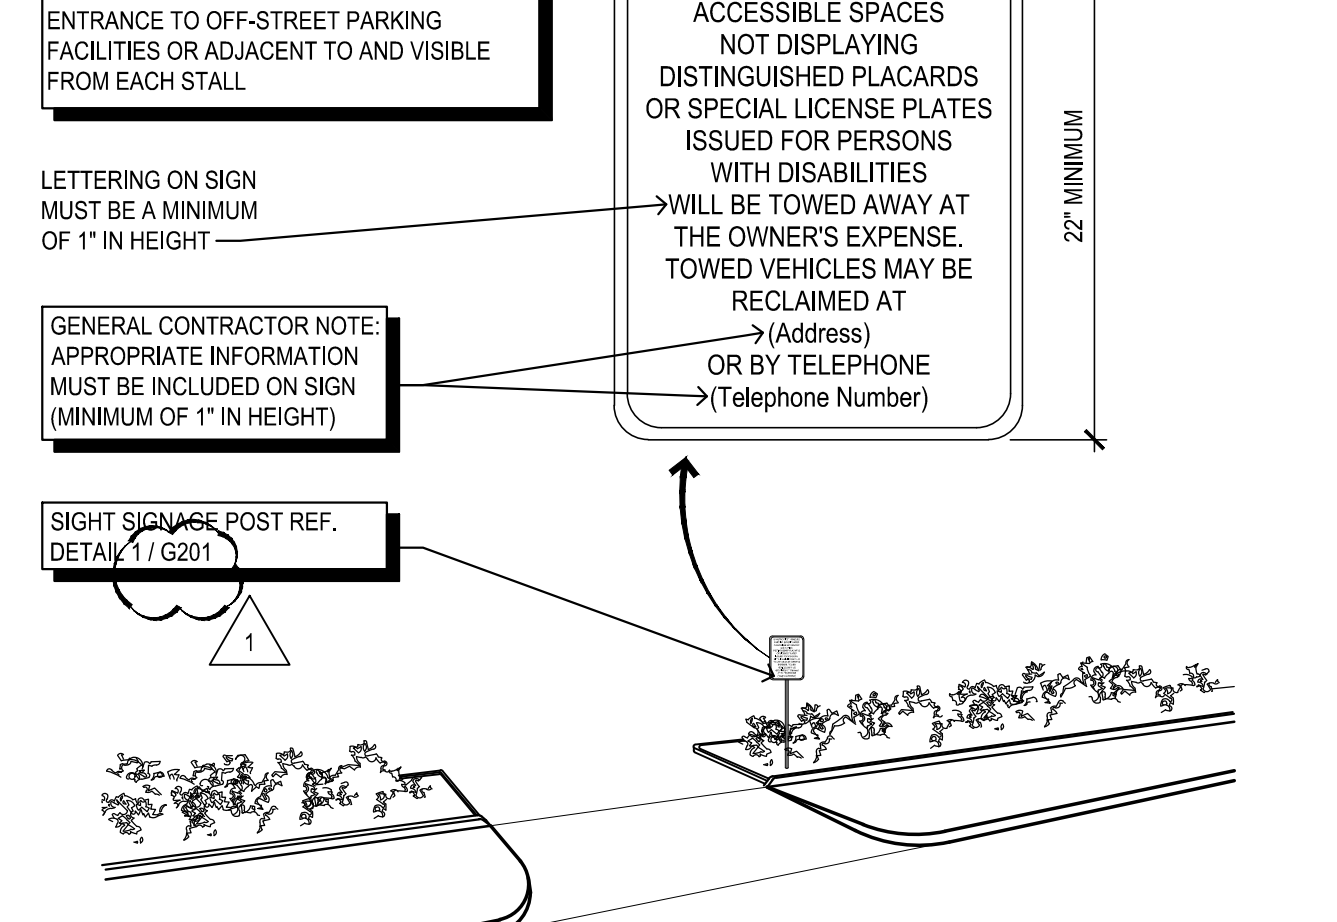 ENTRANCE TO OFF-STREET PARKING
FACILITIES OR ADJACENT TO AND VISIBLE
FROM EACH STALL
LETTERING ON SIGN
MUST BE A MINIMUM
OF 1" IN HEIGHT
GENERAL CONTRACTOR NOTE:
APPROPRIATE INFORMATION
MUST BE INCLUDED ON SIGN
(MINIMUM OF 1" IN HEIGHT)
SIGHT SIGNAGE POST REF.
DETAIL 1 / G201
1
ACCESSIBLE SPACES
NOT DISPLAYING
DISTINGUISHED PLACARDS
OR SPECIAL LICENSE PLATES
ISSUED FOR PERSONS
WITH DISABILITIES
WILL BE TOWED AWAY AT
THE OWNER'S EXPENSE.
TOWED VEHICLES MAY BE
RECLAIMED AT
(Address)
OR BY TELEPHONE
(Telephone Number)
22" MINIMUM